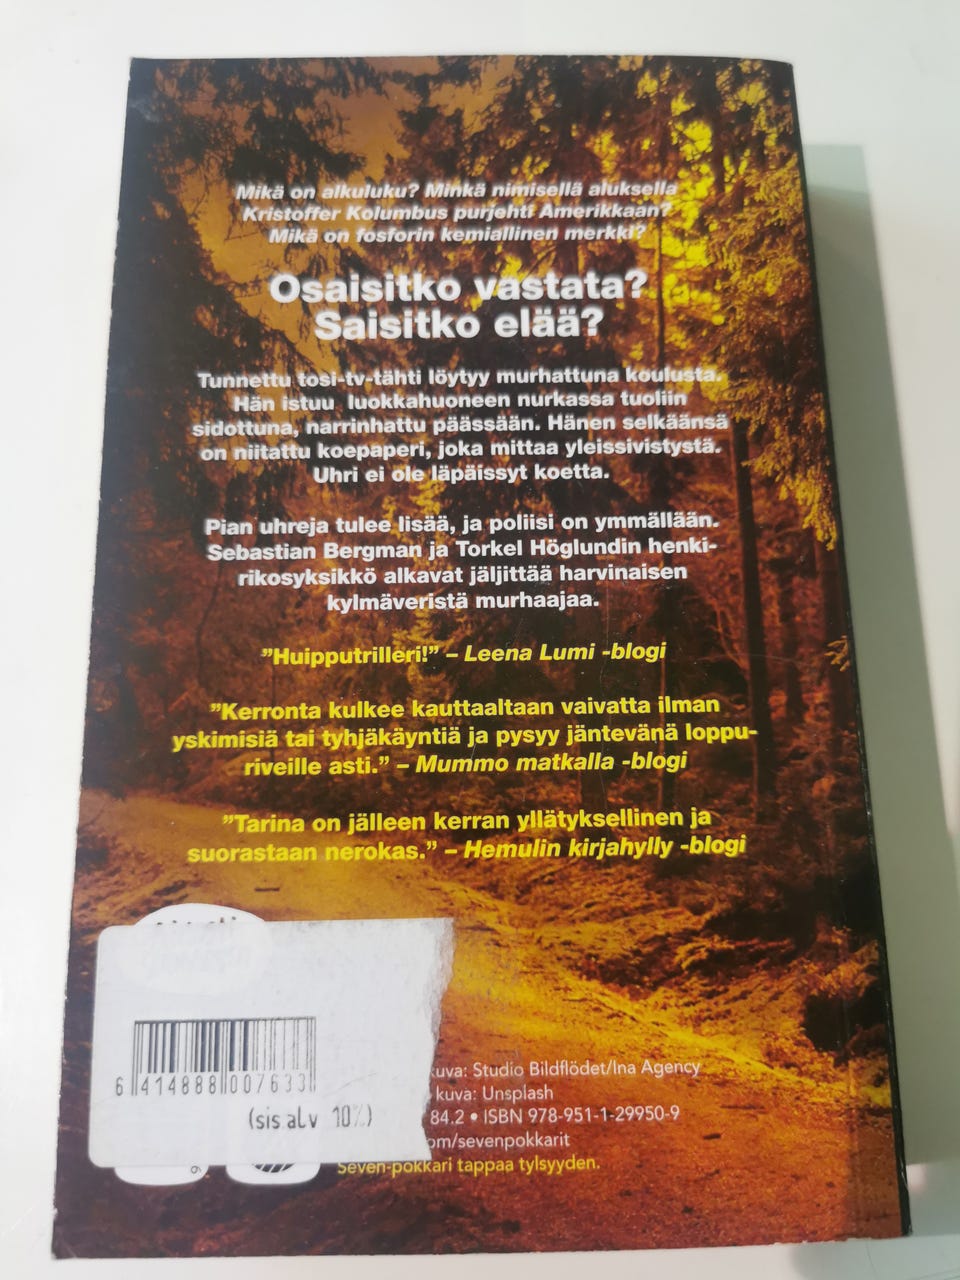 Mikä on alkuluku? Minkä nimisellä aluksella
Kristoffer Kolumbus purjehti Amerikkaan?
Mikä on fosforin kemiallinen merkki?
Osaisitko vastata?
Saisitko elää?
Tunnettu tosi-tv-tähti löytyy murhattuna koulusta.
Hän istuu luokkahuoneen nurkassa tuoliin
sidottuna, narrinhattu päässään. Hänen selkäänsä
on niitattu koepaperi, joka mittaa yleissivistystä.
Uhri ei ole läpäissyt koetta.
Pian uhreja tulee lisää, ja poliisi on ymmällään.
Sebastian Bergman ja Torkel Höglundin henki-
rikosyksikkö alkavat jäljittää harvinaisen
kylmäveristä murhaajaa.
”Huipputrilleri!” – Leena Lumi -blogi
”Kerronta kulkee kauttaaltaan vaivatta ilman
yskimisiä tai tyhjäkäyntiä ja pysyy jäntevänä loppu-
riveille asti.” – Mummo matkalla -blogi
”Tarina on jälleen kerran yllätyksellinen ja
suorastaan nerokas.” – Hemulin kirjahylly -blogi
kuva: Studio Bildflödet/Ina Agency
kuva: Unsplash
84.2 • ISBN 978-951-1-29950-9
om/sevenpokkarit
Seven-pokkari tappaa tylsyyden.
6 414888 007633
(sis.alv 10%)